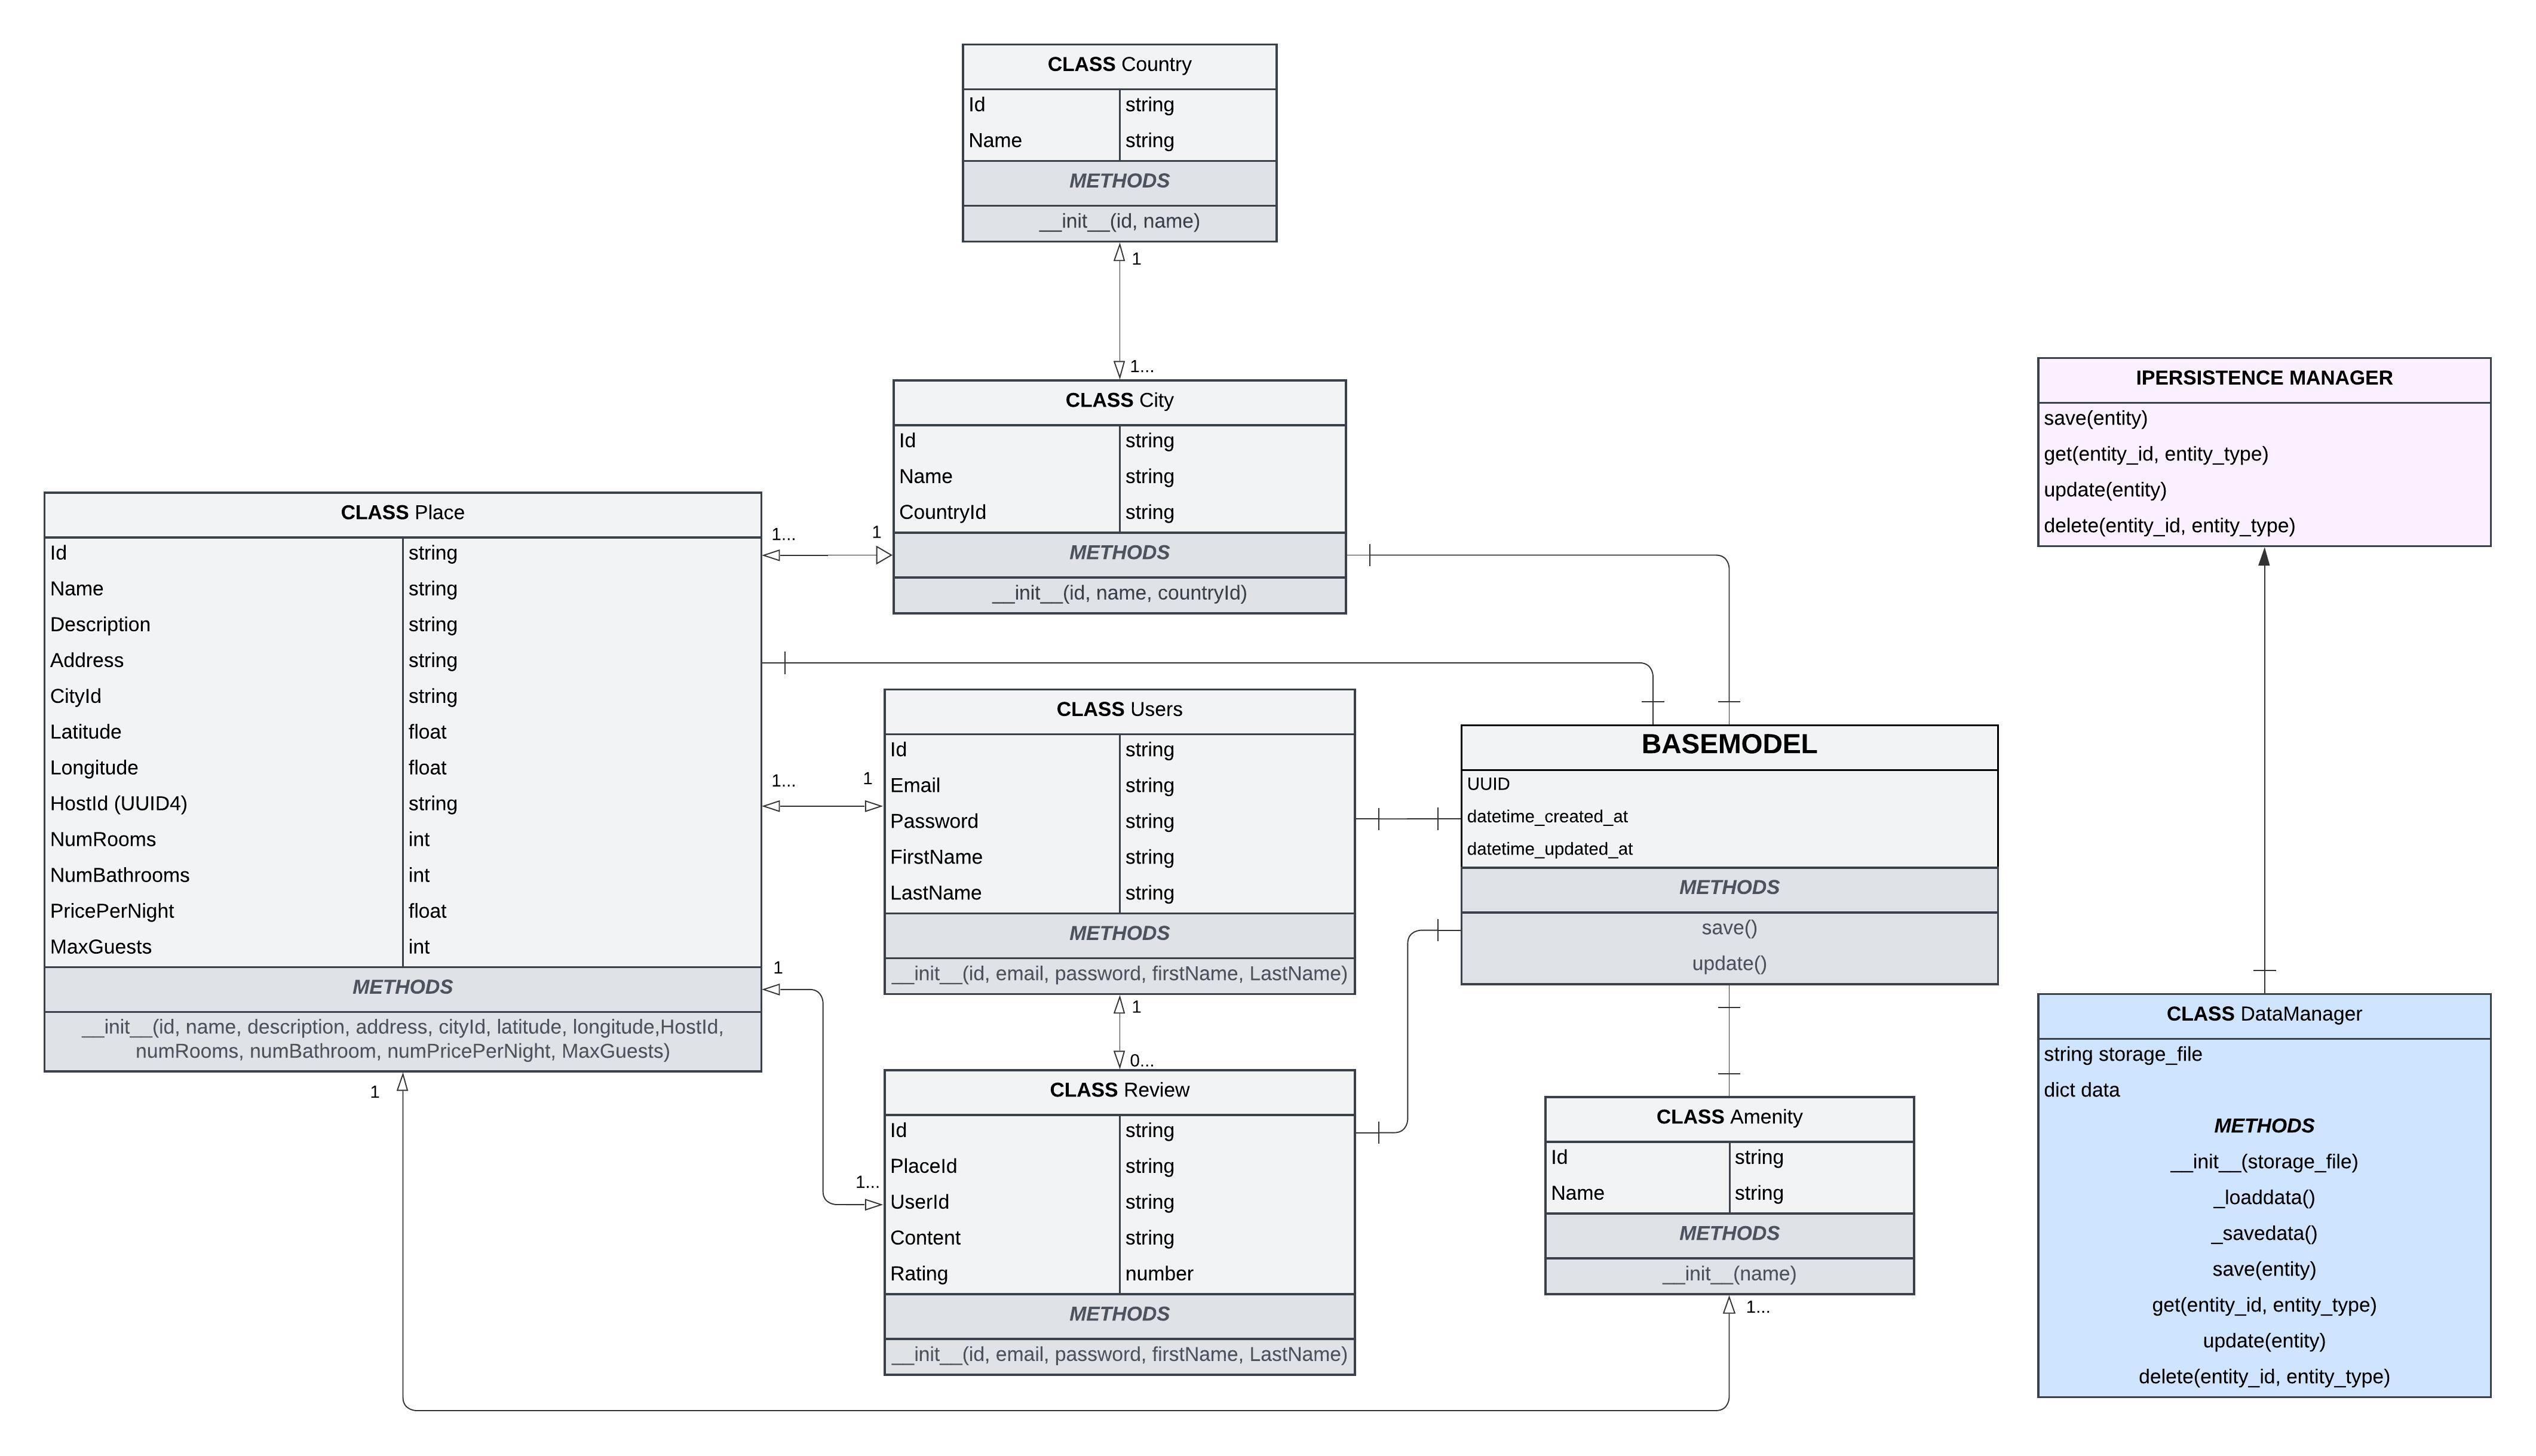 CLASS Country
Id string
Name string
METHODS
__init__(id, name)
1
1...
CLASS City
Id string
Name string
CountryId string
METHODS
__init__(id, name, countryId)
IPERSISTENCE MANAGER
save(entity)
get(entity_id, entity_type)
update(entity)
delete(entity_id, entity_type)
CLASS Place
Id string
Name string
Description string
Address string
CityId string
Latitude float
Longitude float
HostId (UUID4) string
NumRooms int
NumBathrooms int
PricePerNight float
MaxGuests int
METHODS
__init__(id, name, description, address, cityId, latitude, longitude,HostId,
numRooms, numBathroom, numPricePerNight, MaxGuests)
1... 1
1... 1
1
1...
1
CLASS Users
Id string
Email string
Password string
FirstName string
LastName string
METHODS
__init__(id, email, password, firstName, LastName)
1
0...
CLASS Review
Id string
PlaceId string
UserId string
Content string
Rating number
METHODS
__init__(id, email, password, firstName, LastName)
BASEMODEL
UUID
datetime_created_at
datetime_updated_at
METHODS
save()
update()
CLASS Amenity
Id string
Name string
METHODS
__init__(name)
1...
CLASS DataManager
string storage_file
dict data
METHODS
__init__(storage_file)
_loaddata()
_savedata()
save(entity)
get(entity_id, entity_type)
update(entity)
delete(entity_id, entity_type)